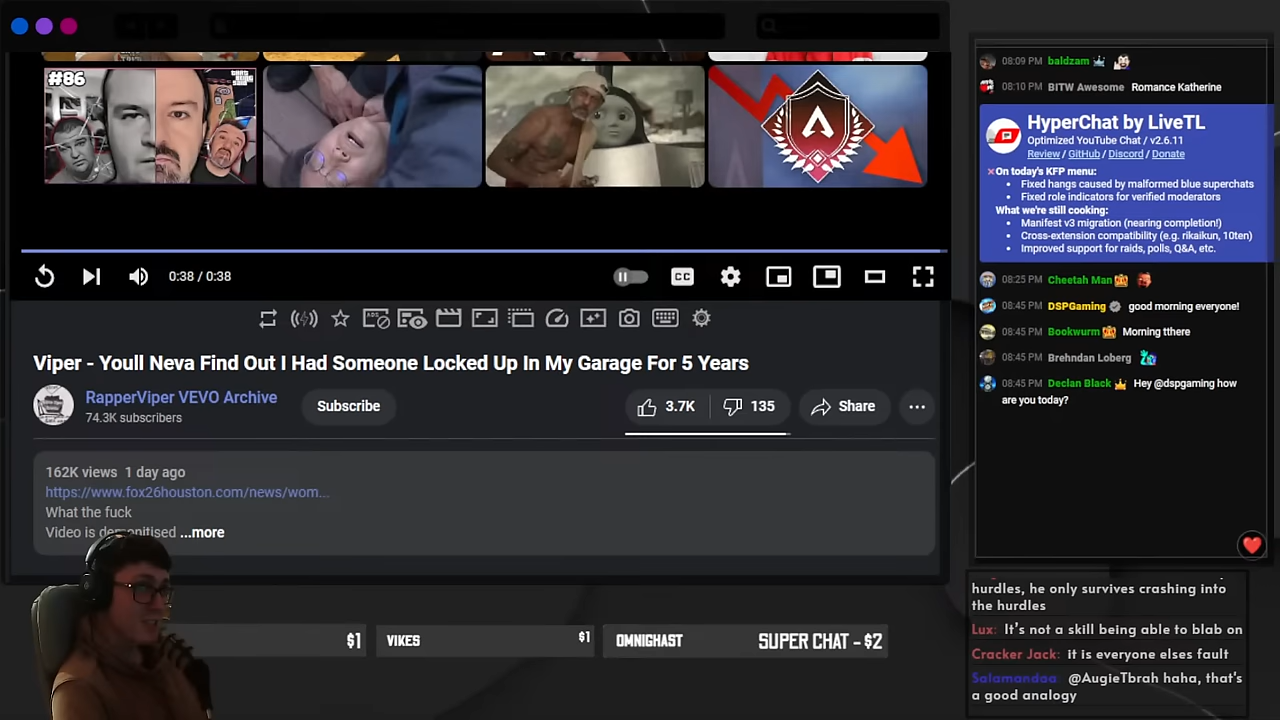 #86
THAT BEING SAID
0:38 / 0:38
CC
Viper - Youll Neva Find Out I Had Someone Locked Up In My Garage For 5 Years
RapperViper VEVO Archive
74.3K subscribers
Subscribe
3.7K
135
Share
162K views 1 day ago
https://www.fox26houston.com/news/wom...
What the fuck
Video is demonitised ...more
$1
VIKES
$1
OMNIGHAST
SUPER CHAT - $2
08:09 PM baldzam
08:10 PM BITW Awesome Romance Katherine
HyperChat by LiveTL
Optimized YouTube Chat / v2.6.11
Review / GitHub / Discord / Donate
On today's KFP menu:
• Fixed hangs caused by malformed blue superchats
• Fixed role indicators for verified moderators
What we're still cooking:
• Manifest v3 migration (nearing completion!)
• Cross-extension compatibility (e.g. rikaikun, 10ten)
• Improved support for raids, polls, Q&A, etc.
08:25 PM Cheetah Man
08:45 PM DSPGaming good morning everyone!
08:45 PM Bookwurm Morning tthere
08:45 PM Brehndan Loberg
08:45 PM Declan Black Hey @dspgaming how
are you today?
hurdles, he only survives crashing into
the hurdles
Lux: It's not a skill being able to blab on
Cracker Jack: it is everyone elses fault
Salamandaa: @AugieTbrah haha, that's
a good analogy